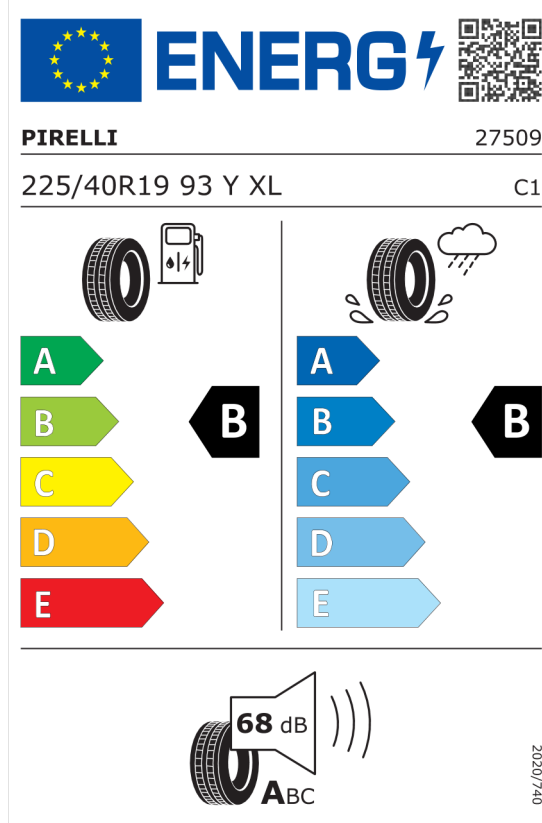 ENERG
PIRELLI 27509
225/40R19 93 Y XL C1
A A
B B B B
C C
D D
E E
68 dB
ABC
2020/740